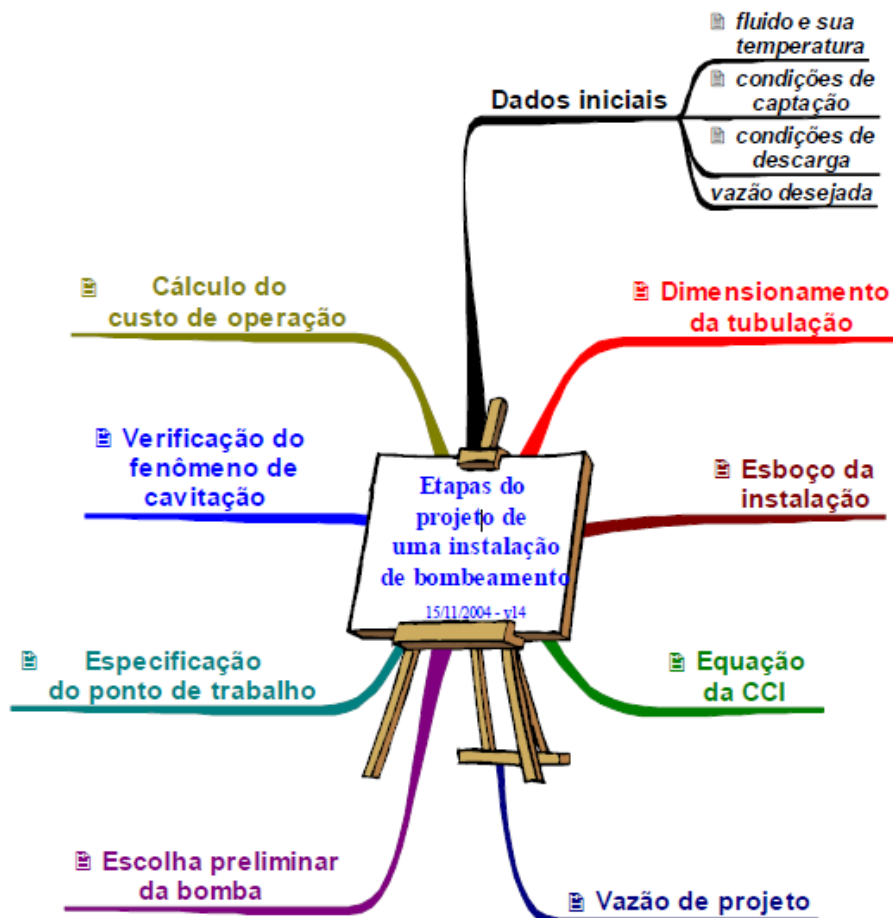 fluido e sua
temperatura
Dados iniciais
condições de
captação
condições de
descarga
vazão desejada
Dimensionamento
da tubulação
Esboço da
instalação
Equação
da CCI
Vazão de projeto
Escolha preliminar
da bomba
Especificação
do ponto de trabalho
Verificação do
fenômeno de
cavitação
Cálculo do
custo de operação
Etapas do
projeto de
uma instalação
de bombeamento
15/11/2004 - v14